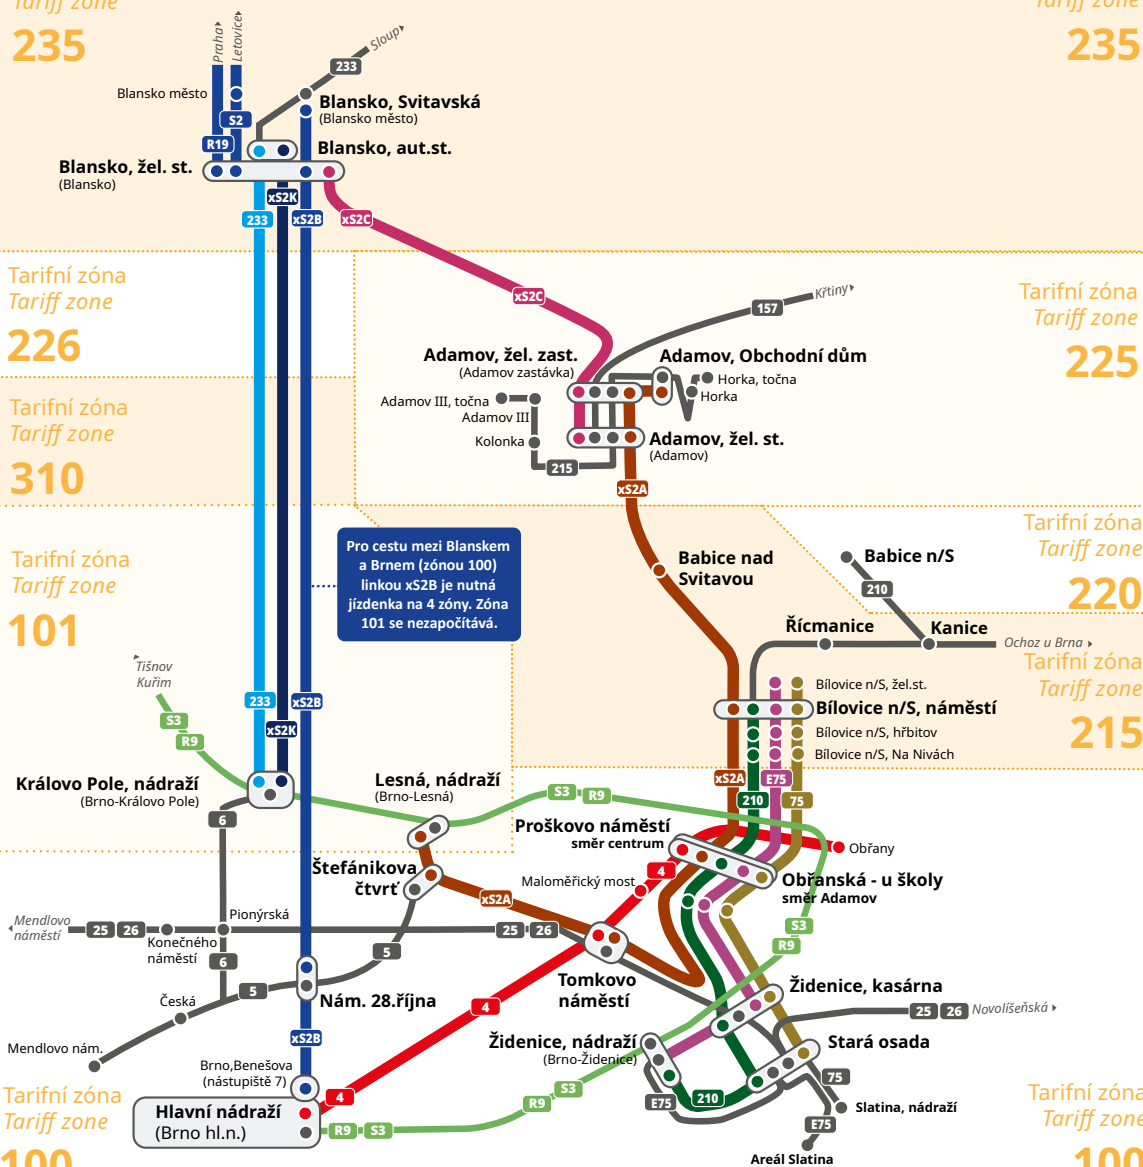 Tarifní zóna
Tariff zone
235
Tariff zone
235
Praha
Letovice
Sloup
233
Blansko město
S2
R19
Blansko, Svitavská
(Blansko město)
Blansko, aut.st.
Blansko, žel. st.
(Blansko)
xS2K
233
xS2B
xS2C
xS2C
Tarifní zóna
Tariff zone
226
Tarifní zóna
Tariff zone
225
Křtiny
157
Adamov, žel. zast.
(Adamov zastávka)
Adamov, Obchodní dům
Horka, točna
Horka
Adamov III, točna
Adamov III
Kolonka
215
Adamov, žel. st.
(Adamov)
Tarifní zóna
Tariff zone
310
xS2A
Tarifní zóna
Tariff zone
101
Pro cestu mezi Blanskem
a Brnem (zónou 100)
linkou xS2B je nutná
jízdenka na 4 zóny. Zóna
101 se nezapočítává.
Babice nad
Svitavou
Babice n/S
210
Tarifní zóna
Tariff zone
220
Řícmanice
Kanice
Ochoz u Brna
Tarifní zóna
Tariff zone
215
Tišnov
Kuřim
S3
R9
233
xS2B
xS2K
Bílovice n/S, žel.st.
Bílovice n/S, náměstí
Bílovice n/S, hřbitov
Bílovice n/S, Na Nivách
xS2A
E75
210
75
Královo Pole, nádraží
(Brno-Královo Pole)
Lesná, nádraží
(Brno-Lesná)
S3
R9
6
Proškovo náměstí
směr centrum
Obřany
4
Štefánikova
čtvrť
Maloměřický most
Obřanská - u školy
směr Adamov
xS2A
Mendlovo
náměstí
25
26
Pionýrská
Konečného
náměstí
25
26
6
5
S3
R9
Tomkovo
náměstí
5
Česká
Nám. 28.října
4
Židenice, kasárna
25
26
Novolíšeňská
Mendlovo nám.
xS2B
Židenice, nádraží
(Brno-Židenice)
Stará osada
Brno,Benešova
(nástupiště 7)
75
S3
R9
E75
210
Slatina, nádraží
E75
Areál Slatina
4
Hlavní nádraží
(Brno hl.n.)
R9
S3
Tarifní zóna
Tariff zone
100
Tarifní zóna
Tariff zone
100